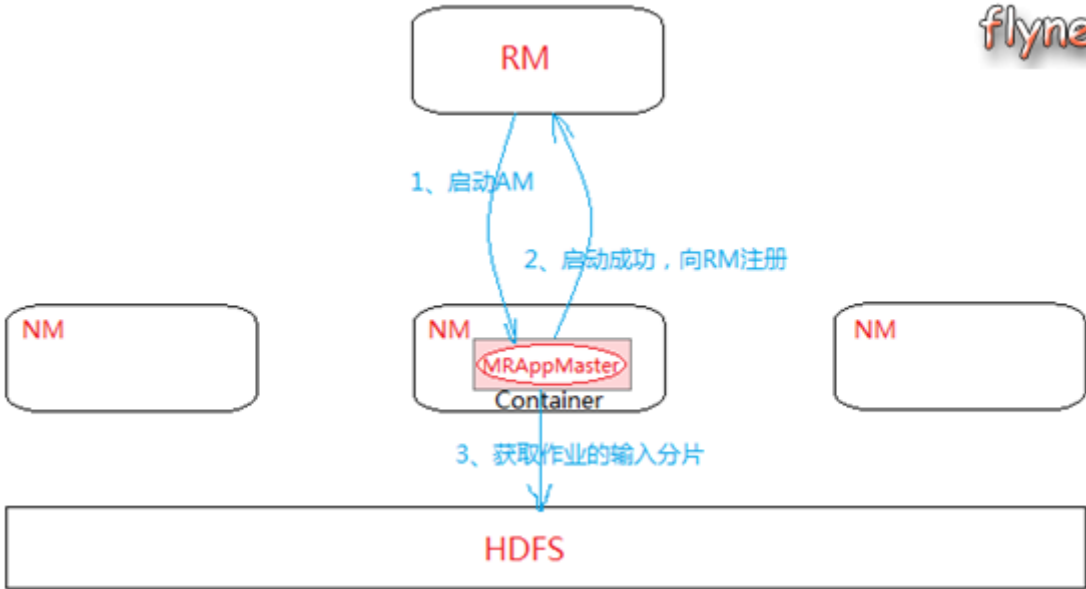 flyne
RM
1、启动AM
2、启动成功，向RM注册
NM
NM
NM
MRAppMaster
Container
3、获取作业的输入分片
HDFS